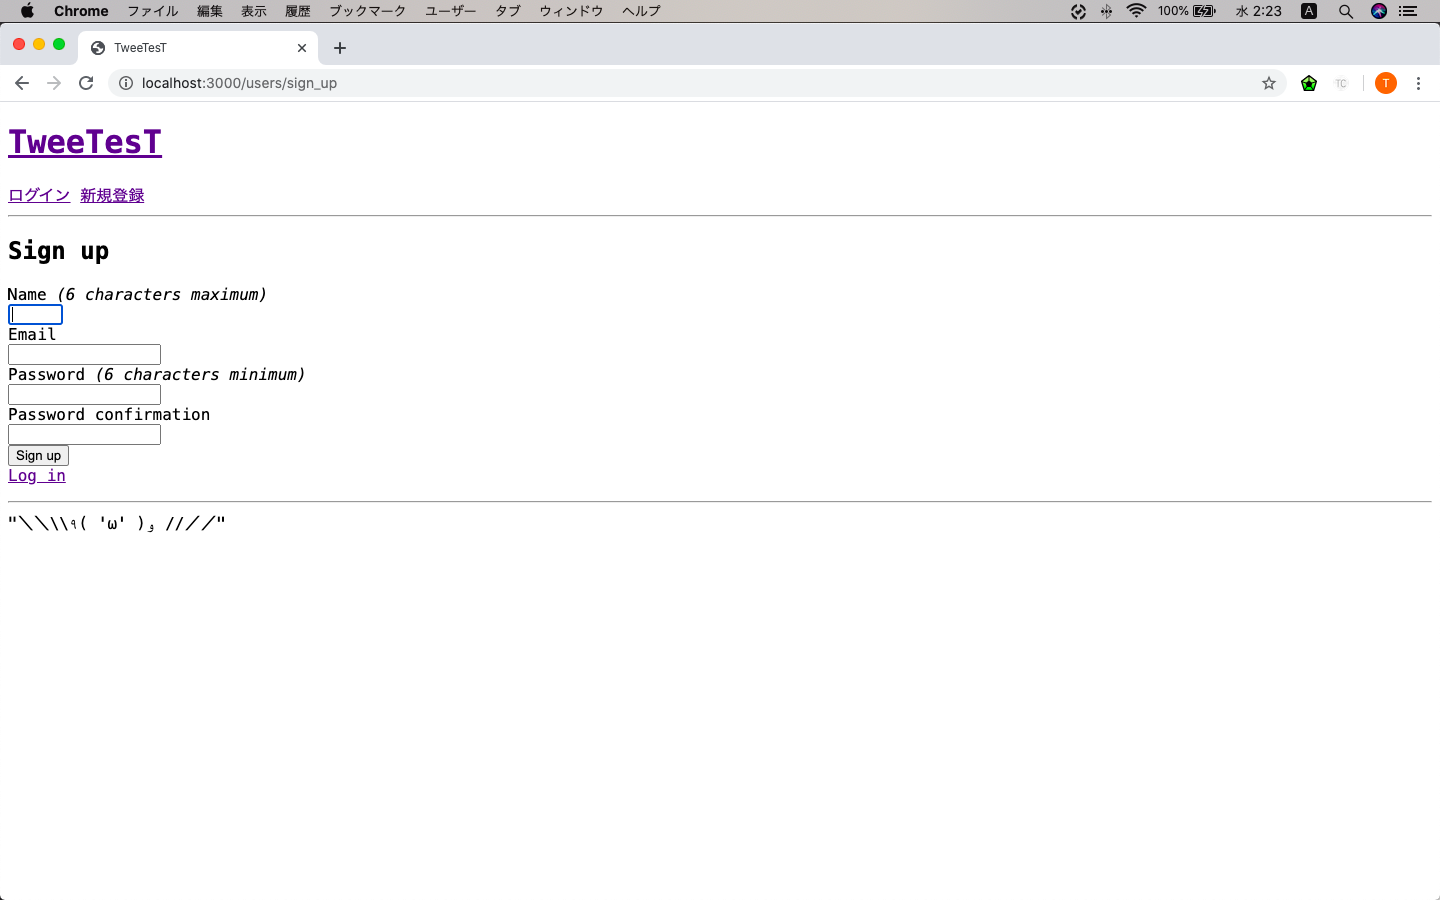 Chrome ファイル 編集 表示 履歴 ブックマーク ユーザー タブ ウィンドウ ヘルプ 100% 水 2:23 A
TweeTesT
localhost:3000/users/sign_up TC T
TweeTesT
ログイン 新規登録
Sign up
Name (6 characters maximum)
Email
Password (6 characters minimum)
Password confirmation
Sign up
Log in
"＼＼\\٩( 'ω' )و //／／"